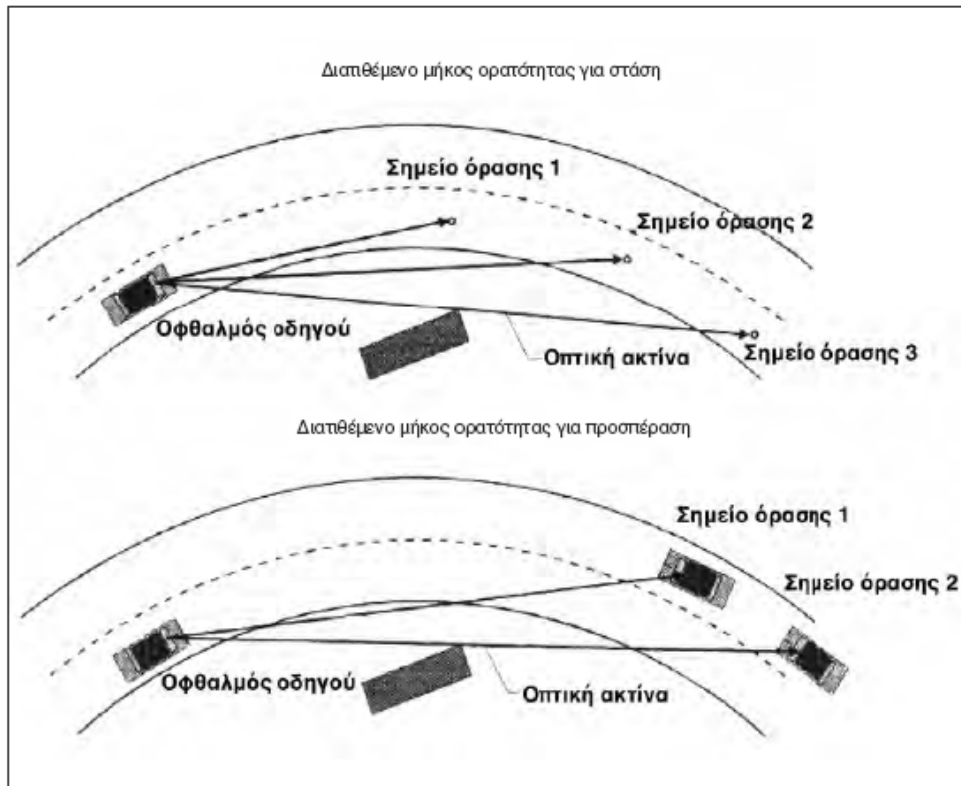 Διατιθέμενο μήκος ορατότητας για στάση
Σημείο όρασης 1
Σημείο όρασης 2
Οφθαλμός οδηγού
Οπτική ακτίνα
Σημείο όρασης 3
Διατιθέμενο μήκος ορατότητας για προσπέραση
Σημείο όρασης 1
Σημείο όρασης 2
Οφθαλμός οδηγού
Οπτική ακτίνα